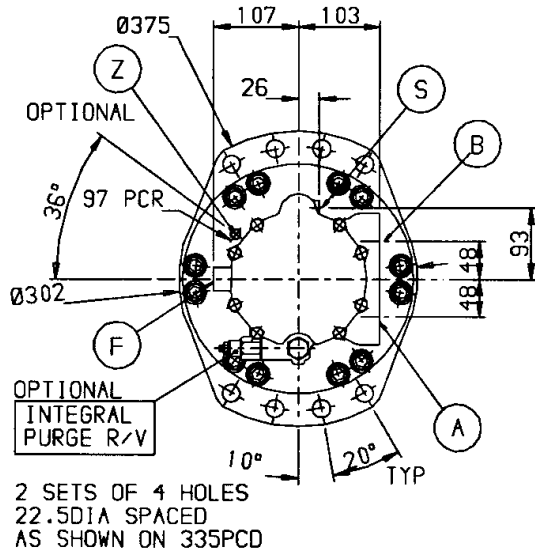 107
103
Ø375
Z
26
S
OPTIONAL
B
36°
97 PCR
93
48
48
Ø302
F
OPTIONAL
INTEGRAL
PURGE R/V
A
10°
20°
TYP
2 SETS OF 4 HOLES
22.5DIA SPACED
AS SHOWN ON 335PCD